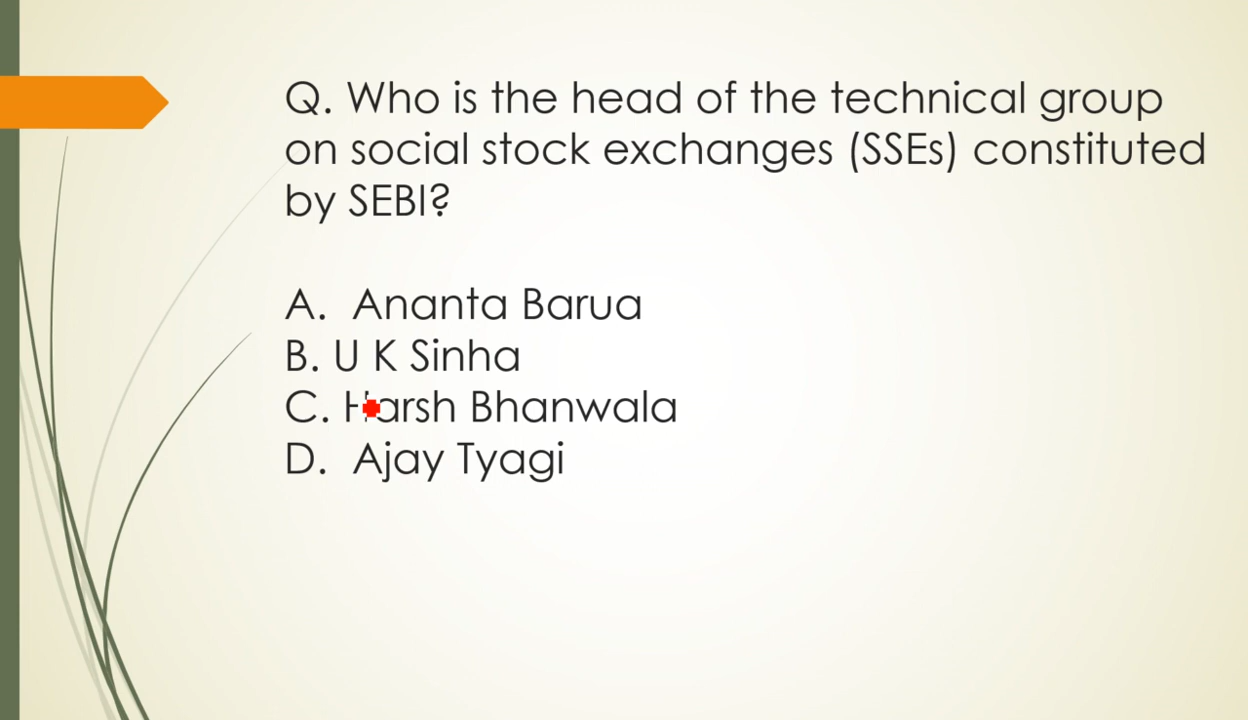 Q. Who is the head of the technical group
on social stock exchanges (SSEs) constituted
by SEBI?
A. Ananta Barua
B. U K Sinha
C. Harsh Bhanwala
D. Ajay Tyagi